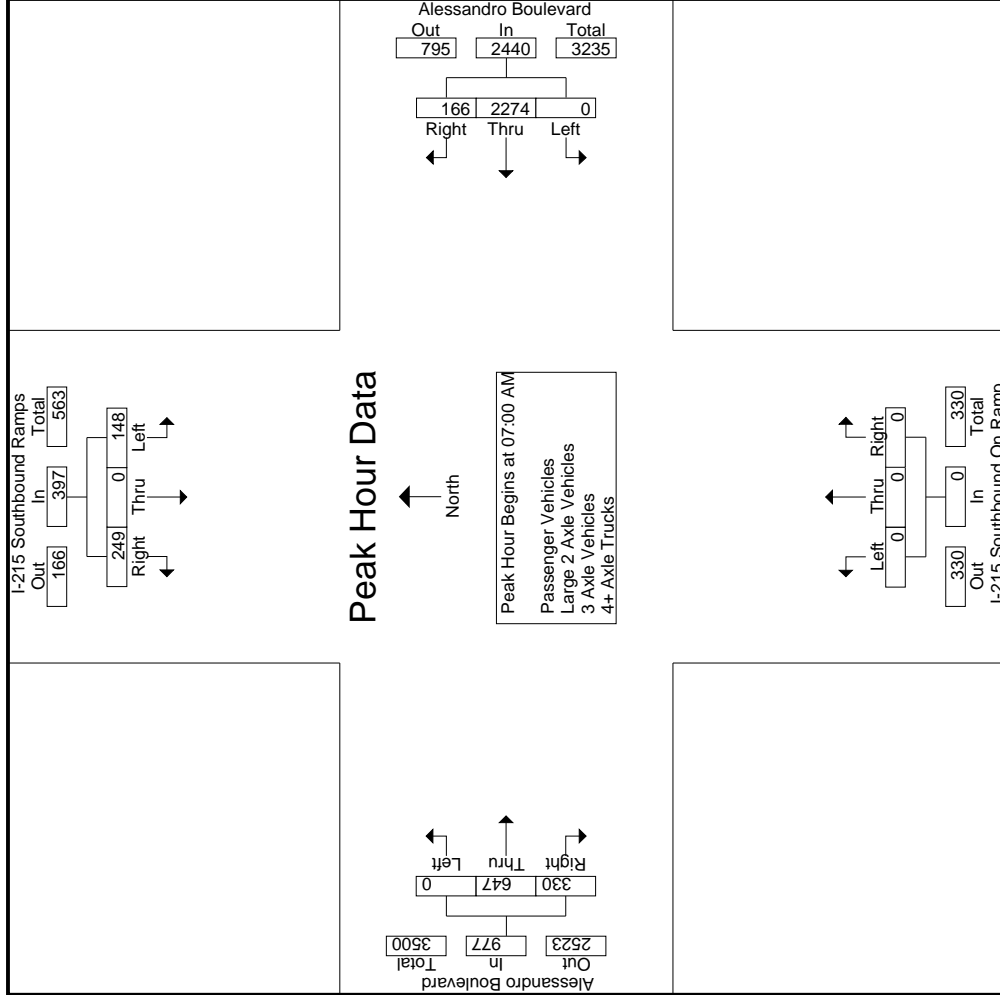 Alessandro Boulevard
Out In Total
795 2440 3235
166 2274 0
Right Thru Left
I-215 Southbound Ramps
Out In Total
166 397 563
249 0 148
Right Thru Left
Peak Hour Data
North
Peak Hour Begins at 07:00 AM
Passenger Vehicles
Large 2 Axle Vehicles
3 Axle Vehicles
4+ Axle Trucks
Left Thru Right
0 0 0
330 0 330
Out In Total
I-215 Southbound On Ramp
Left Thru Right
0 647 330
3500 977 2523
Total In Out
Alessandro Boulevard